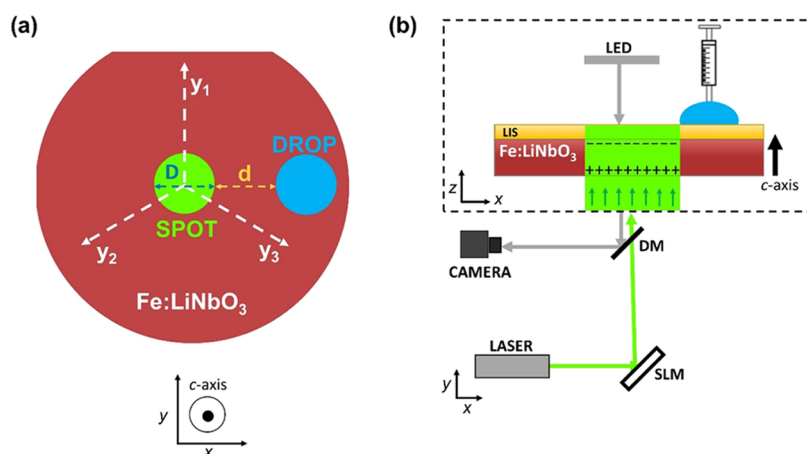 (a)
y₁
DROP
D
d
SPOT
y₂
y₃
Fe:LiNbO₃
c-axis
y
x
(b)
LED
LIS
Fe:LiNbO₃
- - - - - - - - - -
+++++++++
z
x
c-axis
CAMERA
DM
LASER
SLM
y
x